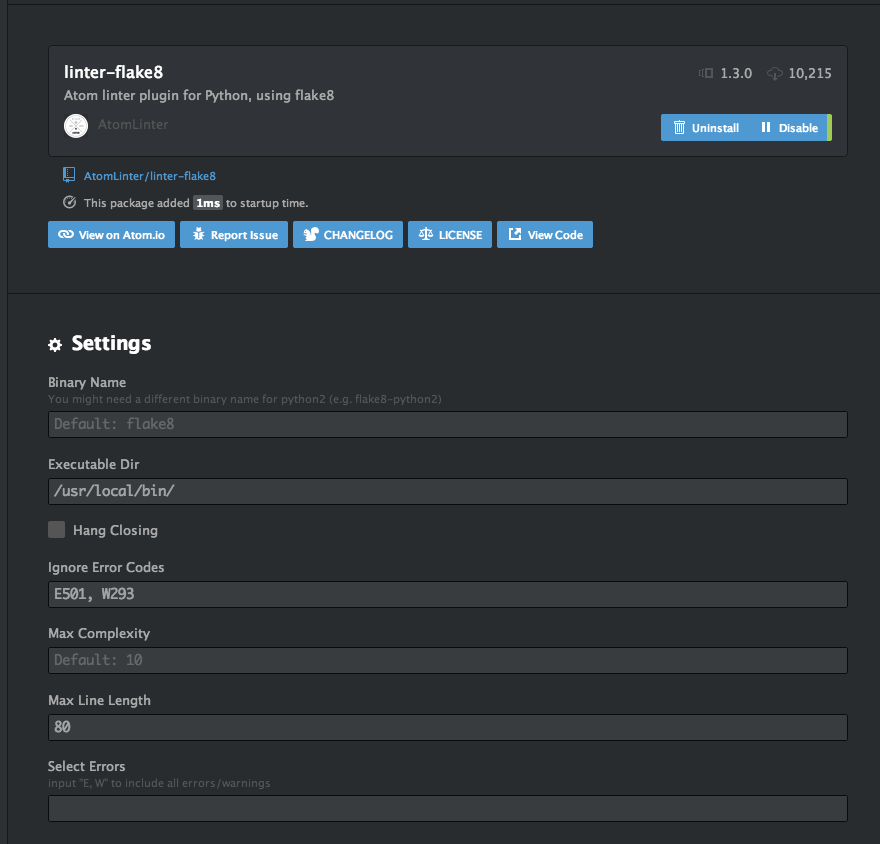 linter-flake8
1.3.0 10,215
Atom linter plugin for Python, using flake8
AtomLinter
Uninstall Disable
AtomLinter/linter-flake8
This package added 1ms to startup time.
View on Atom.io Report Issue CHANGELOG LICENSE View Code
Settings
Binary Name
You might need a different binary name for python2 (e.g. flake8-python2)
Default: flake8
Executable Dir
/usr/local/bin/
Hang Closing
Ignore Error Codes
E501, W293
Max Complexity
Default: 10
Max Line Length
80
Select Errors
input "E, W" to include all errors/warnings